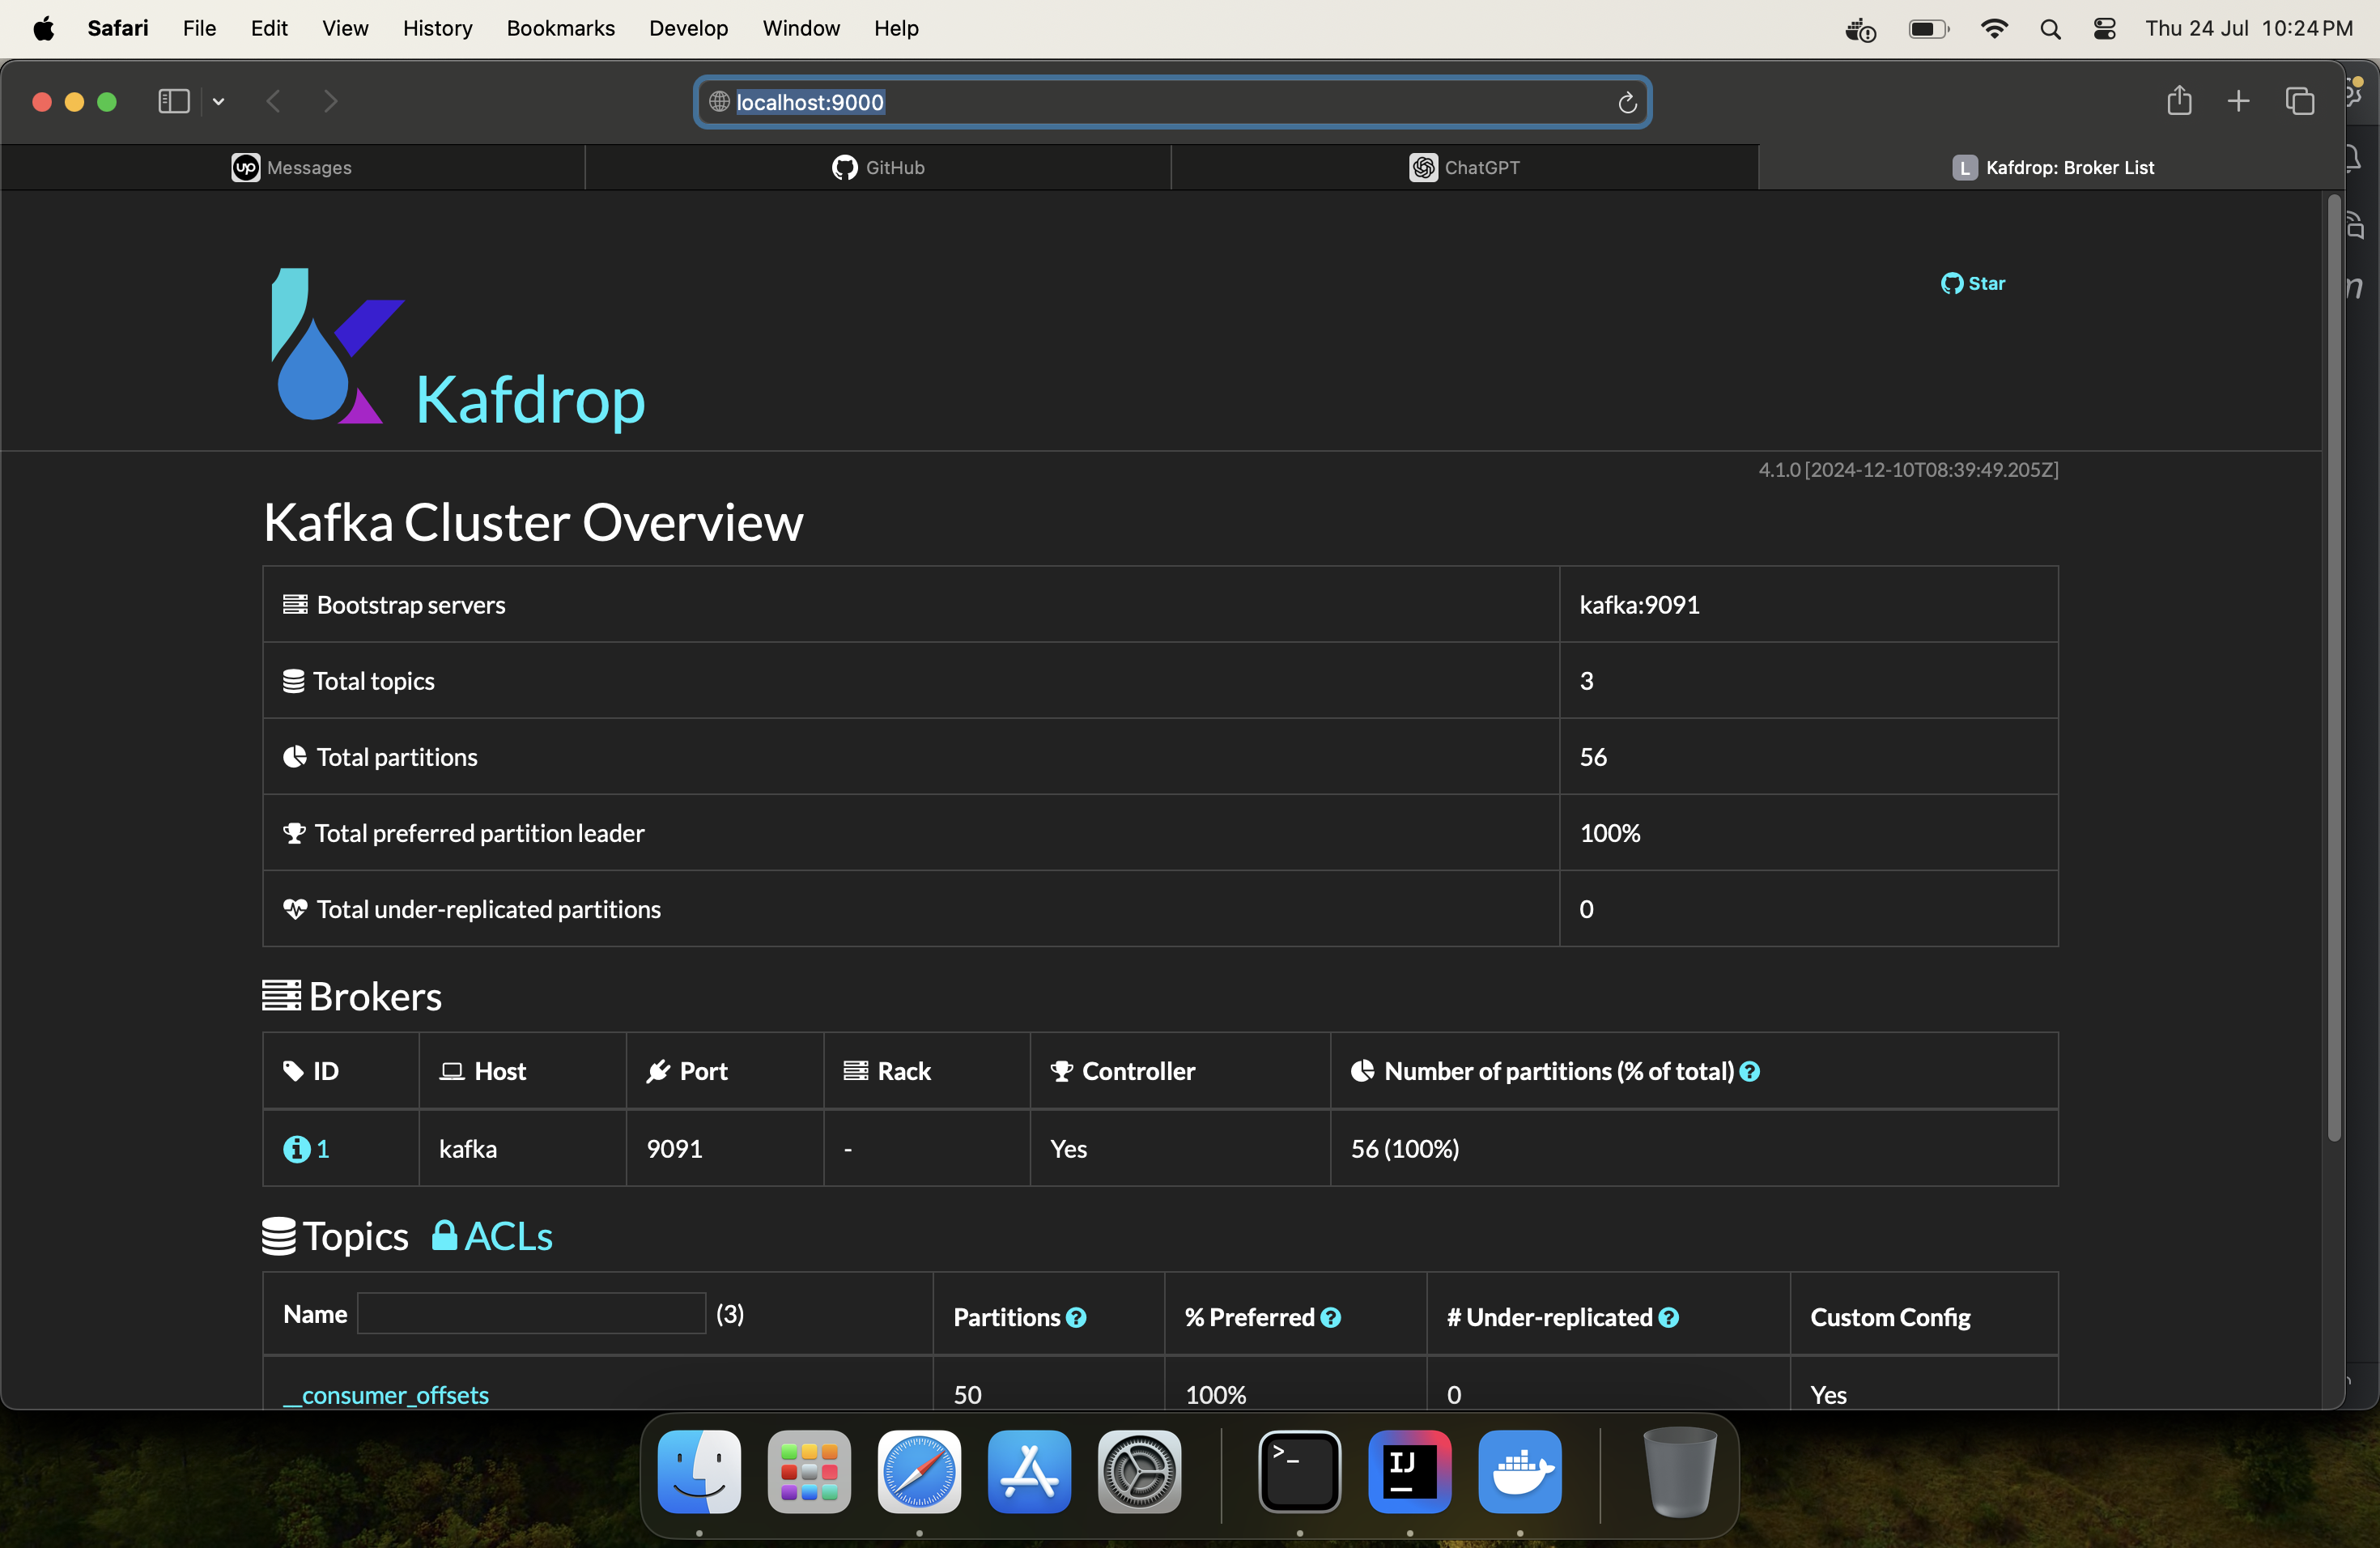 Safari File Edit View History Bookmarks Develop Window Help Thu 24 Jul 10:24 PM
localhost:9000
up Messages GitHub ChatGPT L Kafdrop: Broker List
Star
Kafdrop
4.1.0 [2024-12-10T08:39:49.205Z]
Kafka Cluster Overview
Bootstrap servers kafka:9091
Total topics 3
Total partitions 56
Total preferred partition leader 100%
Total under-replicated partitions 0
Brokers
ID Host Port Rack Controller Number of partitions (% of total) ?
1 kafka 9091 - Yes 56 (100%)
Topics ACLs
Name (3) Partitions ? % Preferred ? # Under-replicated ? Custom Config
__consumer_offsets 50 100% 0 Yes
>_ IJ